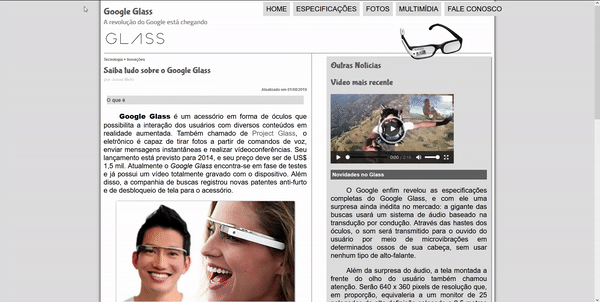 Google Glass
A revolução do Google está chegando
HOME ESPECIFICAÇÕES FOTOS MULTIMÍDIA FALE CONOSCO
GLASS
Tecnologia > Inovações
Saiba tudo sobre o Google Glass
Atualizado em 01/05/2019
O que é
Google Glass é um acessório em forma de óculos que
possibilita a interação dos usuários com diversos conteúdos em
realidade aumentada. Também chamado de Project Glass, o
eletrônico é capaz de tirar fotos a partir de comandos de voz,
enviar mensagens instantâneas e realizar vídeoconferências. Seu
lançamento está previsto para 2014, e seu preço deve ser de US$
1,5 mil. Atualmente o Google Glass encontra-se em fase de testes
e já possui um vídeo totalmente gravado com o dispositivo. Além
disso, a companhia de buscas registrou novas patentes anti-furto
e de desbloqueio de tela para o acessório.
Outras Notícias
Vídeo mais recente
0:00
Novidades no Glass
O Google enfim revelou as especificações
completas do Google Glass, e com ele uma
surpresa ainda inédita no mercado: a gigante das
buscas usará um sistema de áudio baseado na
transdução por condução. Através das hastes dos
óculos, o som será transmitido para o ouvido do
usuário por meio de microvibrações em
determinados ossos de sua cabeça, sem usar
nenhum tipo de alto-falante.
Além da surpresa do áudio, a tela montada a
frente do olho do usuário também chamou
atenção. Serão 640 x 360 pixels de resolução que,
em proporção, equivaleria a um monitor de 25